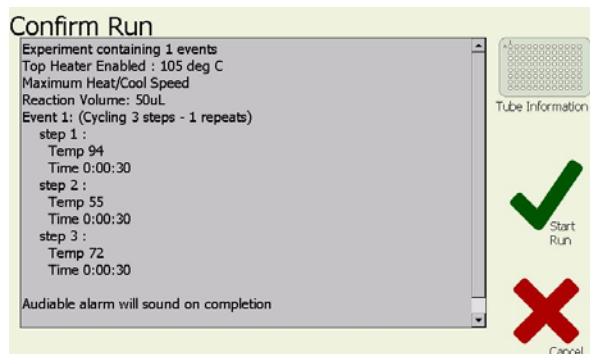 Confirm Run
Experiment containing 1 events
Top Heater Enabled : 105 deg C
Maximum Heat/Cool Speed
Reaction Volume: 50uL
Event 1: (Cycling 3 steps - 1 repeats)
step 1 :
Temp 94
Time 0:00:30
step 2 :
Temp 55
Time 0:00:30
step 3 :
Temp 72
Time 0:00:30
Audiable alarm will sound on completion
Tube Information
Start
Run
Cancel